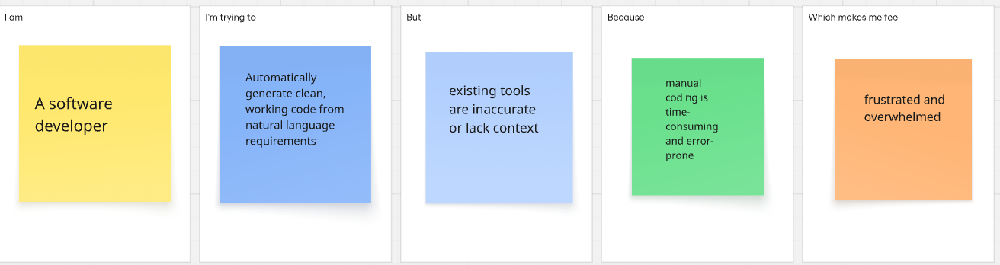 I am
A software
developer
I'm trying to
Automatically
generate clean,
working code from
natural language
requirements
But
existing tools
are inaccurate
or lack context
Because
manual
coding is
time-
consuming
and error-
prone
Which makes me feel
frustrated and
overwhelmed